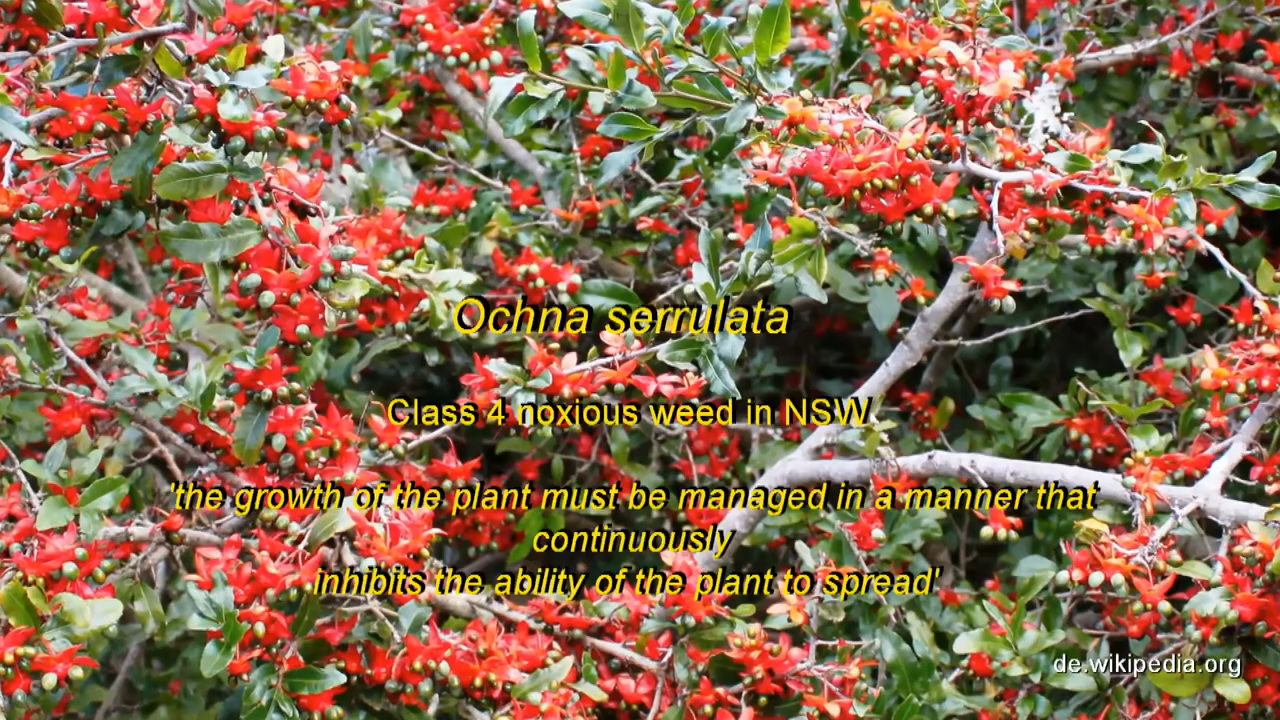 Ochna serrulata
Class 4 noxious weed in NSW
'the growth of the plant must be managed in a manner that
continuously
inhibits the ability of the plant to spread'
de.wikipedia.org